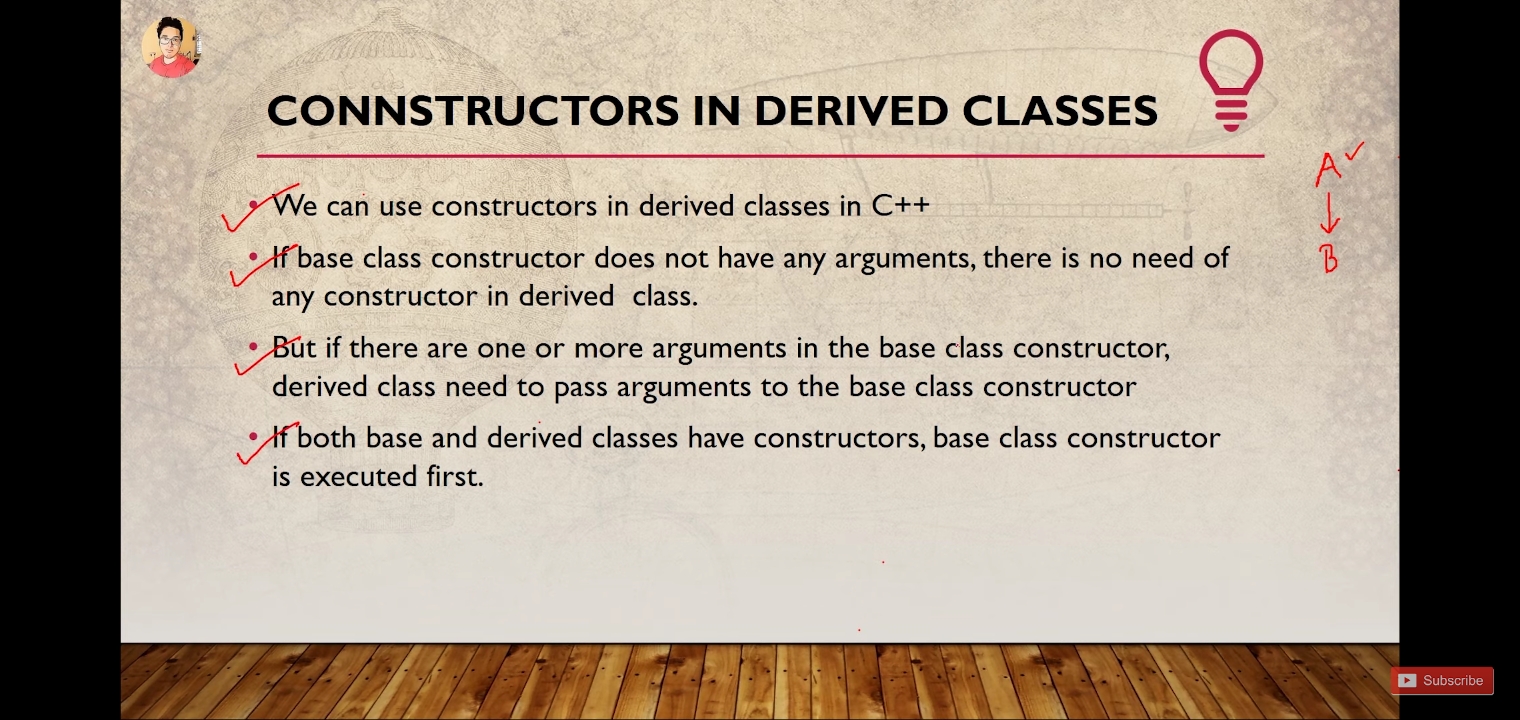 CONNSTRUCTORS IN DERIVED CLASSES
• We can use constructors in derived classes in C++
• If base class constructor does not have any arguments, there is no need of
any constructor in derived class.
• But if there are one or more arguments in the base class constructor,
derived class need to pass arguments to the base class constructor
• If both base and derived classes have constructors, base class constructor
is executed first.
A
B
Subscribe